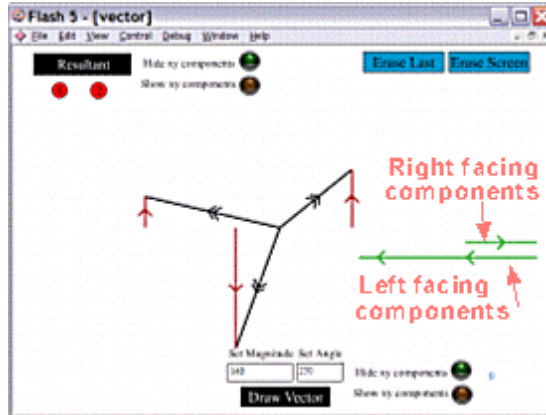 Flash 5 - [vector]
File Edit View Control Debug Window Help
Resultant
Hide xy components
Show xy components
Erase Last Erase Screen
1 2
Right facing
components
Left facing
components
Set Magnitude Set Angle
Hide xy components
Show xy components
Draw Vector